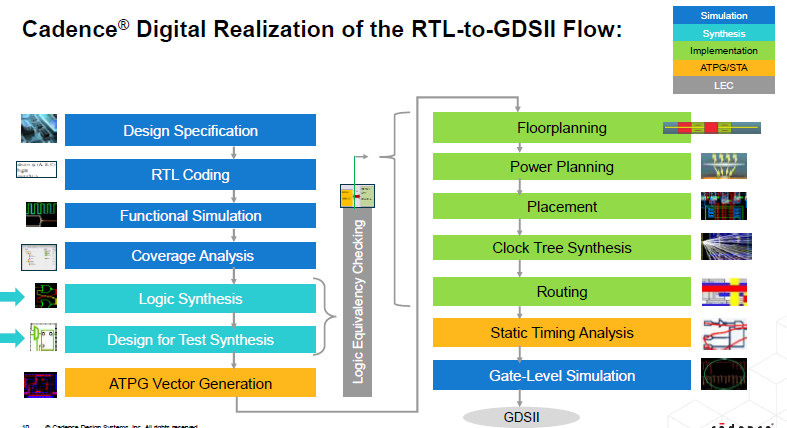 Cadence® Digital Realization of the RTL-to-GDSII Flow:
Simulation
Synthesis
Implementation
ATPG/STA
LEC
Design Specification
RTL Coding
Functional Simulation
Coverage Analysis
Logic Synthesis
Design for Test Synthesis
ATPG Vector Generation
Logic Equivalency Checking
Floorplanning
Power Planning
Placement
Clock Tree Synthesis
Routing
Static Timing Analysis
Gate-Level Simulation
GDSII
10 © Cadence Design Systems, Inc. All rights reserved.
cādence®